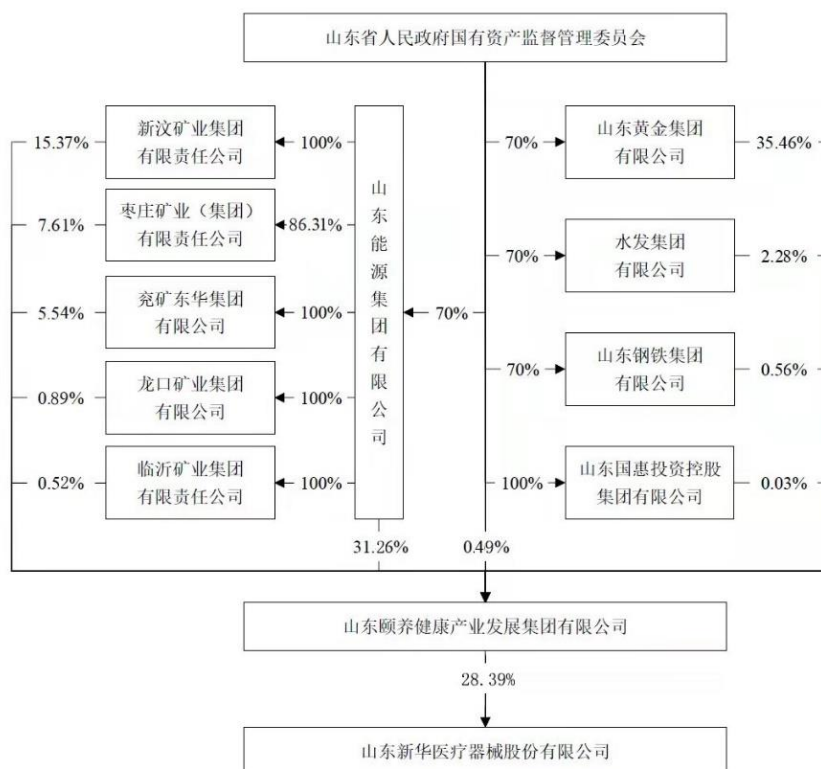 山东省人民政府国有资产监督管理委员会
15.37%
新汶矿业集团
有限责任公司
100%
70%
山东黄金集团
有限公司
35.46%
7.61%
枣庄矿业（集团）
有限责任公司
86.31%
山东能源集团有限公司
70%
水发集团
有限公司
2.28%
5.54%
兖矿东华集团
有限公司
100%
70%
0.89%
龙口矿业集团
有限公司
100%
70%
山东钢铁集团
有限公司
0.56%
0.52%
临沂矿业集团
有限责任公司
100%
100%
山东国惠投资控股
集团有限公司
0.03%
31.26%
0.49%
山东颐养健康产业发展集团有限公司
28.39%
山东新华医疗器械股份有限公司